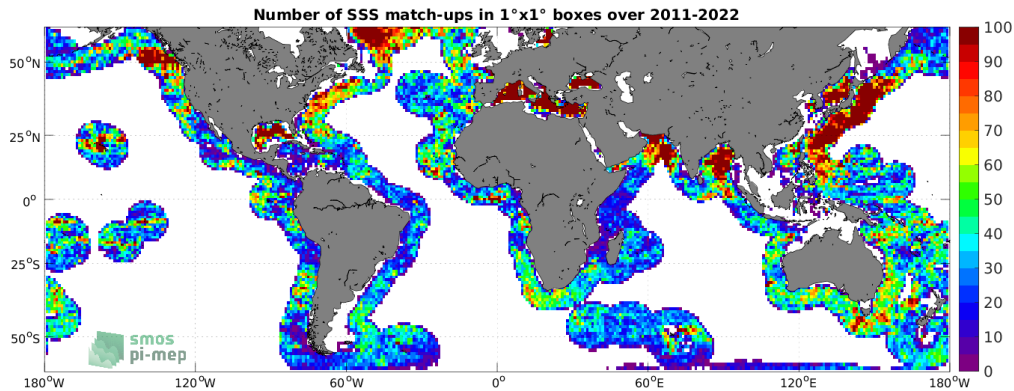 Number of SSS match-ups in 1°x1° boxes over 2011-2022
50°N
25°N
0°
25°S
50°S
180°W
120°W
60°W
0°
60°E
120°E
180°W
100
90
80
70
60
50
40
30
20
10
0
smos
pi-mep